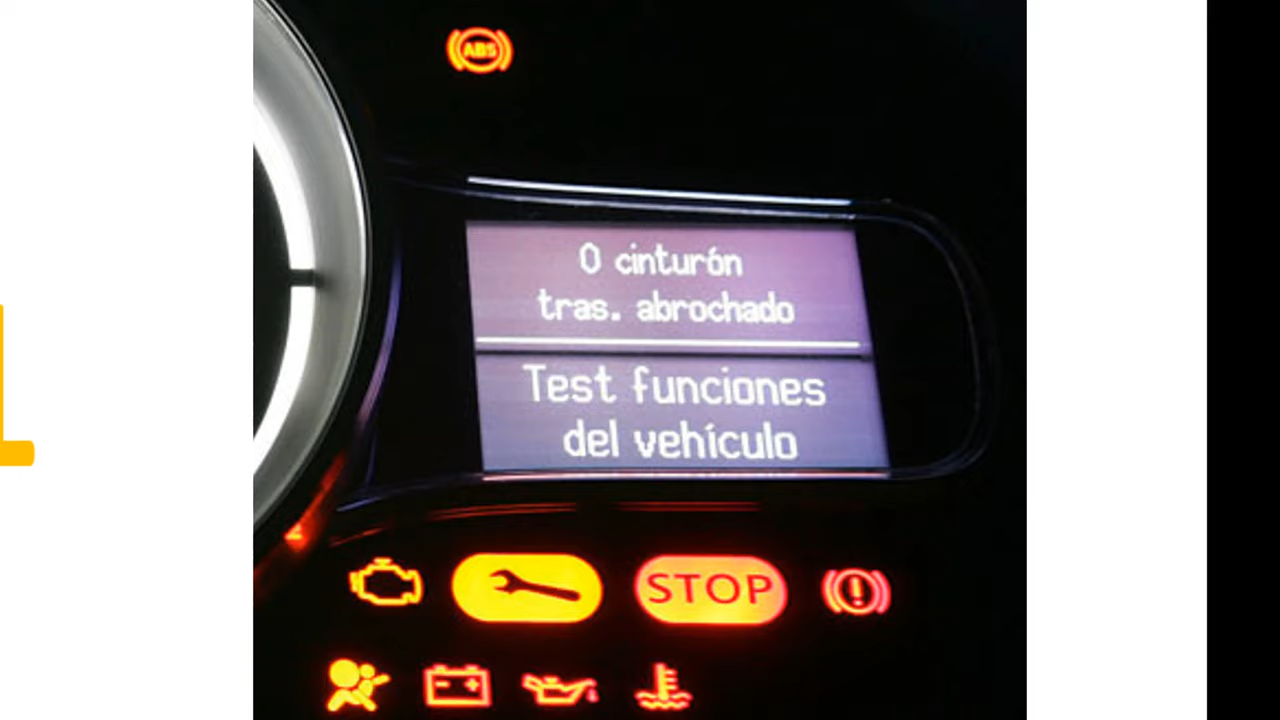 ABS
0 cinturón
tras. abrochado
Test funciones
del vehículo
STOP